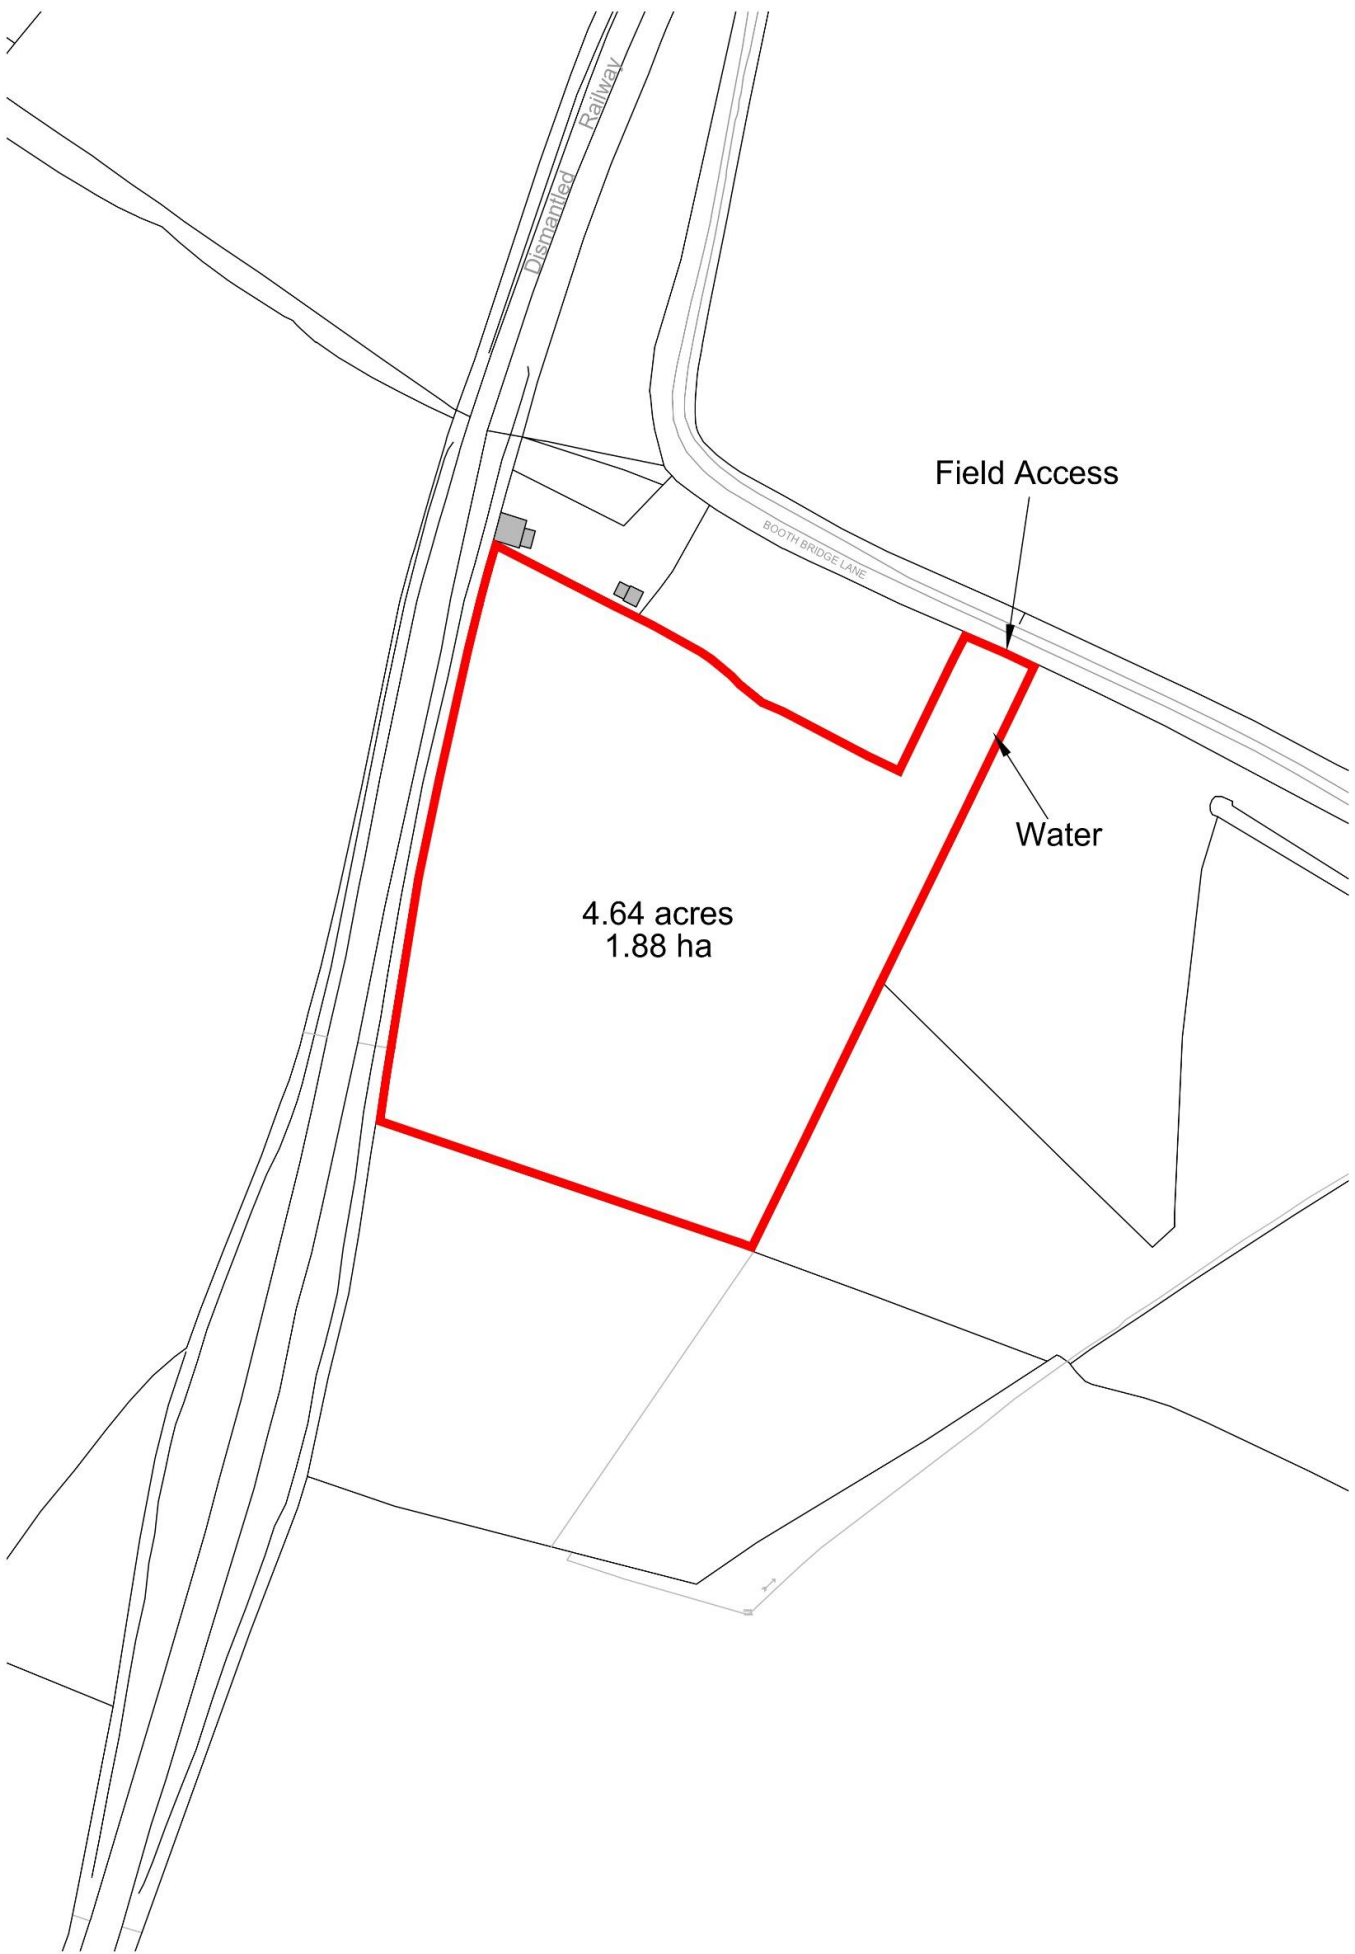 Railway
Dismantled
Field Access
BOOTH BRIDGE LANE
Water
4.64 acres
1.88 ha